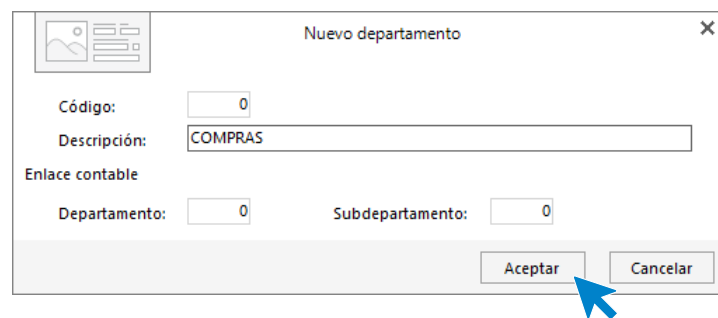 Nuevo departamento
Código: 0
Descripción: COMPRAS
Enlace contable
Departamento: 0 Subdepartamento: 0
Aceptar Cancelar